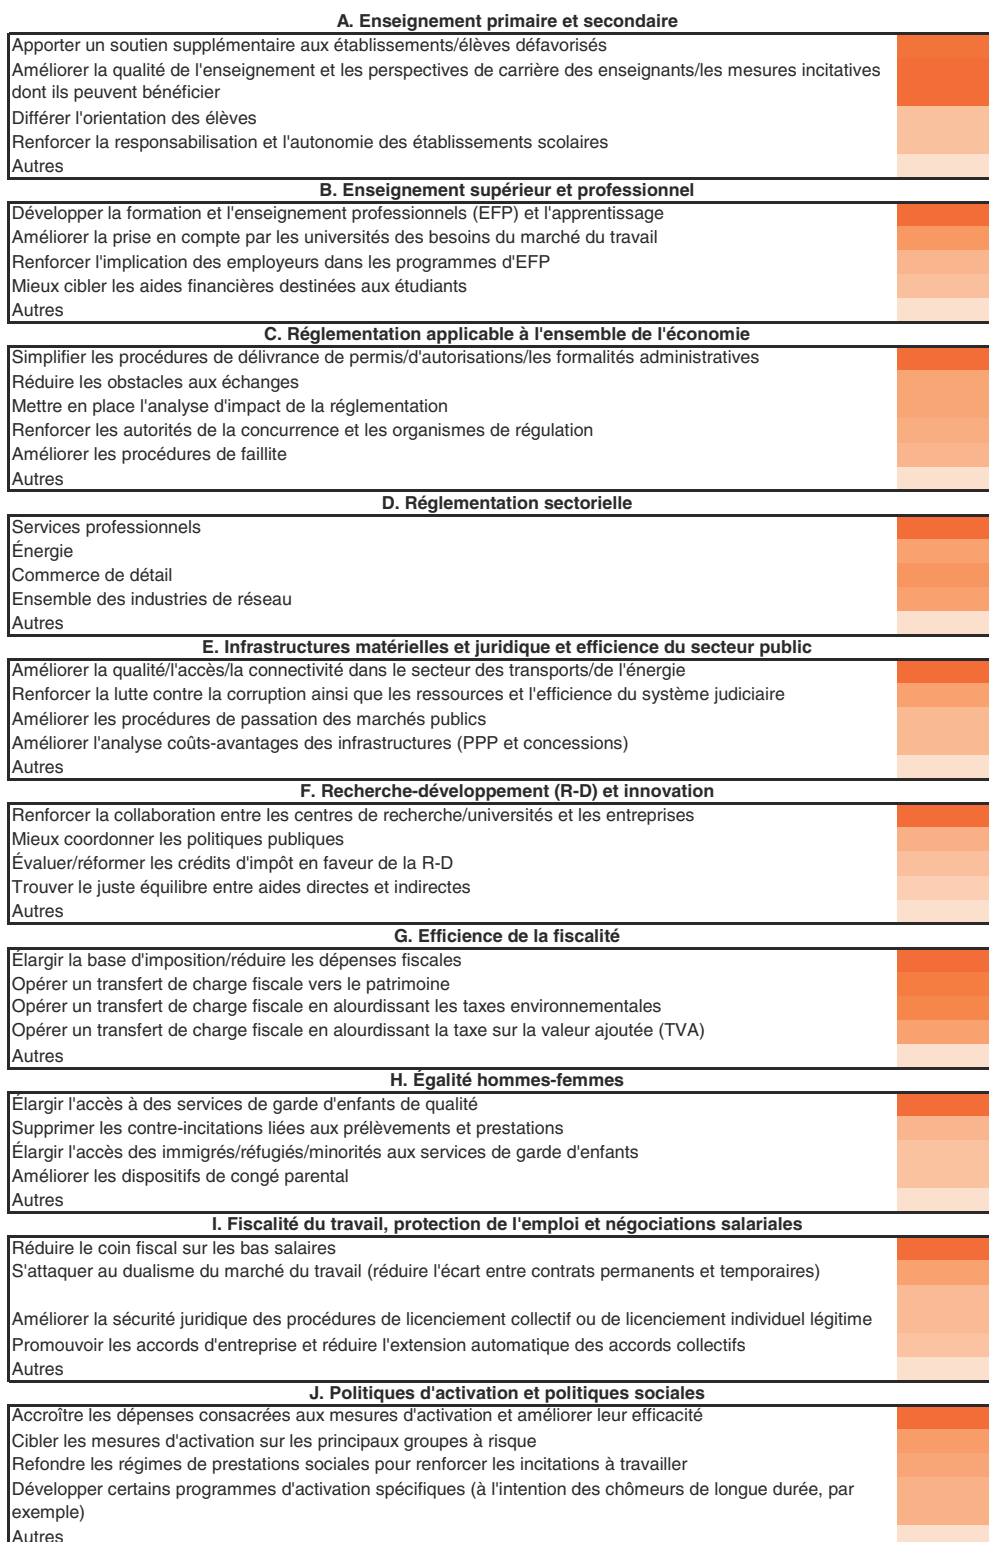 A. Enseignement primaire et secondaire
Apporter un soutien supplémentaire aux établissements/élèves défavorisés
Améliorer la qualité de l'enseignement et les perspectives de carrière des enseignants/les mesures incitatives
dont ils peuvent bénéficier
Différer l'orientation des élèves
Renforcer la responsabilisation et l'autonomie des établissements scolaires
Autres
B. Enseignement supérieur et professionnel
Développer la formation et l'enseignement professionnels (EFP) et l'apprentissage
Améliorer la prise en compte par les universités des besoins du marché du travail
Renforcer l'implication des employeurs dans les programmes d'EFP
Mieux cibler les aides financières destinées aux étudiants
Autres
C. Réglementation applicable à l'ensemble de l'économie
Simplifier les procédures de délivrance de permis/d'autorisations/les formalités administratives
Réduire les obstacles aux échanges
Mettre en place l'analyse d'impact de la réglementation
Renforcer les autorités de la concurrence et les organismes de régulation
Améliorer les procédures de faillite
Autres
D. Réglementation sectorielle
Services professionnels
Énergie
Commerce de détail
Ensemble des industries de réseau
Autres
E. Infrastructures matérielles et juridique et efficience du secteur public
Améliorer la qualité/l'accès/la connectivité dans le secteur des transports/de l'énergie
Renforcer la lutte contre la corruption ainsi que les ressources et l'efficience du système judiciaire
Améliorer les procédures de passation des marchés publics
Améliorer l'analyse coûts-avantages des infrastructures (PPP et concessions)
Autres
F. Recherche-développement (R-D) et innovation
Renforcer la collaboration entre les centres de recherche/universités et les entreprises
Mieux coordonner les politiques publiques
Évaluer/réformer les crédits d'impôt en faveur de la R-D
Trouver le juste équilibre entre aides directes et indirectes
Autres
G. Efficience de la fiscalité
Élargir la base d'imposition/réduire les dépenses fiscales
Opérer un transfert de charge fiscale vers le patrimoine
Opérer un transfert de charge fiscale en alourdissant les taxes environnementales
Opérer un transfert de charge fiscale en alourdissant la taxe sur la valeur ajoutée (TVA)
Autres
H. Égalité hommes-femmes
Élargir l'accès à des services de garde d'enfants de qualité
Supprimer les contre-incitations liées aux prélèvements et prestations
Élargir l'accès des immigrés/réfugiés/minorités aux services de garde d'enfants
Améliorer les dispositifs de congé parental
Autres
I. Fiscalité du travail, protection de l'emploi et négociations salariales
Réduire le coin fiscal sur les bas salaires
S'attaquer au dualisme du marché du travail (réduire l'écart entre contrats permanents et temporaires)
Améliorer la sécurité juridique des procédures de licenciement collectif ou de licenciement individuel légitime
Promouvoir les accords d'entreprise et réduire l'extension automatique des accords collectifs
Autres
J. Politiques d'activation et politiques sociales
Accroître les dépenses consacrées aux mesures d'activation et améliorer leur efficacité
Cibler les mesures d'activation sur les principaux groupes à risque
Refondre les régimes de prestations sociales pour renforcer les incitations à travailler
Développer certains programmes d'activation spécifiques (à l'intention des chômeurs de longue durée, par
exemple)
Autres